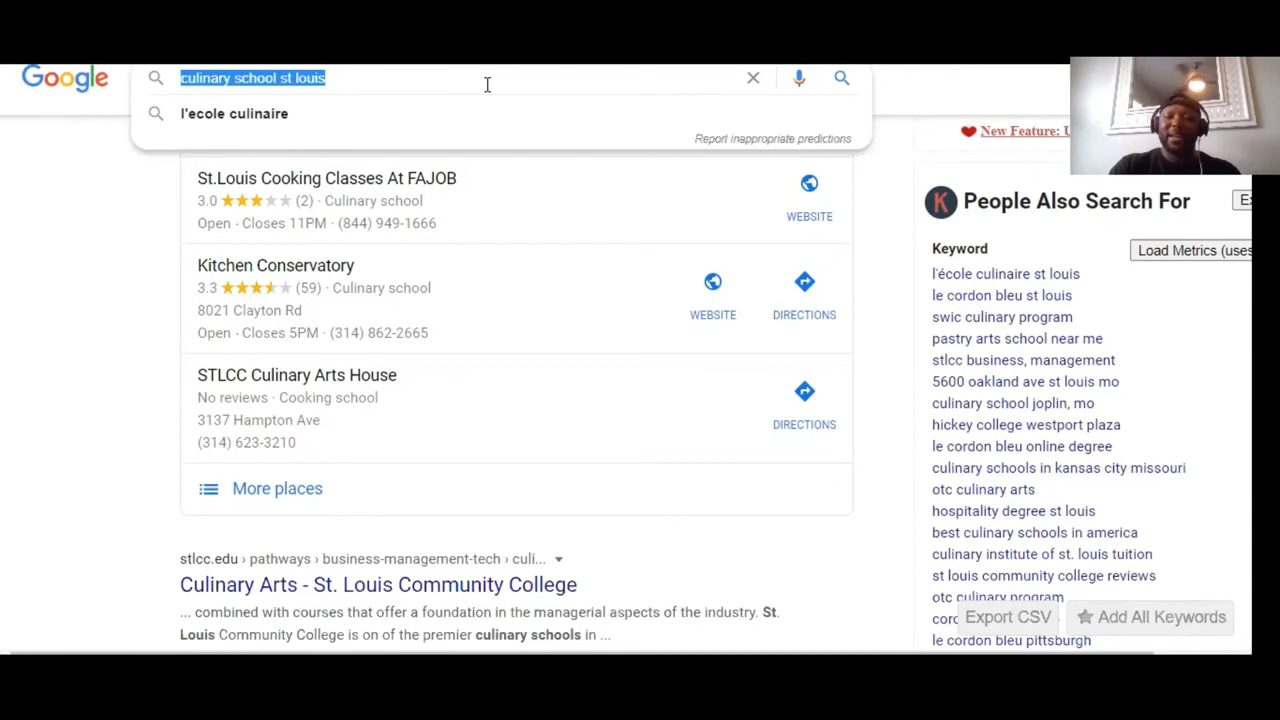 Google
culinary school st louis
l'ecole culinaire
Report inappropriate predictions
St.Louis Cooking Classes At FAJOB
3.0 (2) · Culinary school
Open · Closes 11PM · (844) 949-1666
WEBSITE
Kitchen Conservatory
3.3 (59) · Culinary school
8021 Clayton Rd
Open · Closes 5PM · (314) 862-2665
WEBSITE
DIRECTIONS
STLCC Culinary Arts House
No reviews · Cooking school
3137 Hampton Ave
(314) 623-3210
DIRECTIONS
More places
stlcc.edu › pathways › business-management-tech › culi...
Culinary Arts - St. Louis Community College
... combined with courses that offer a foundation in the managerial aspects of the industry. St.
Louis Community College is on of the premier culinary schools in ...
New Feature:
K People Also Search For
Keyword
Load Metrics (uses
l'école culinaire st louis
le cordon bleu st louis
swic culinary program
pastry arts school near me
stlcc business, management
5600 oakland ave st louis mo
culinary school joplin, mo
hickey college westport plaza
le cordon bleu online degree
culinary schools in kansas city missouri
otc culinary arts
hospitality degree st louis
best culinary schools in america
culinary institute of st. louis tuition
st louis community college reviews
otc culinary program
Export CSV
Add All Keywords
le cordon bleu pittsburgh